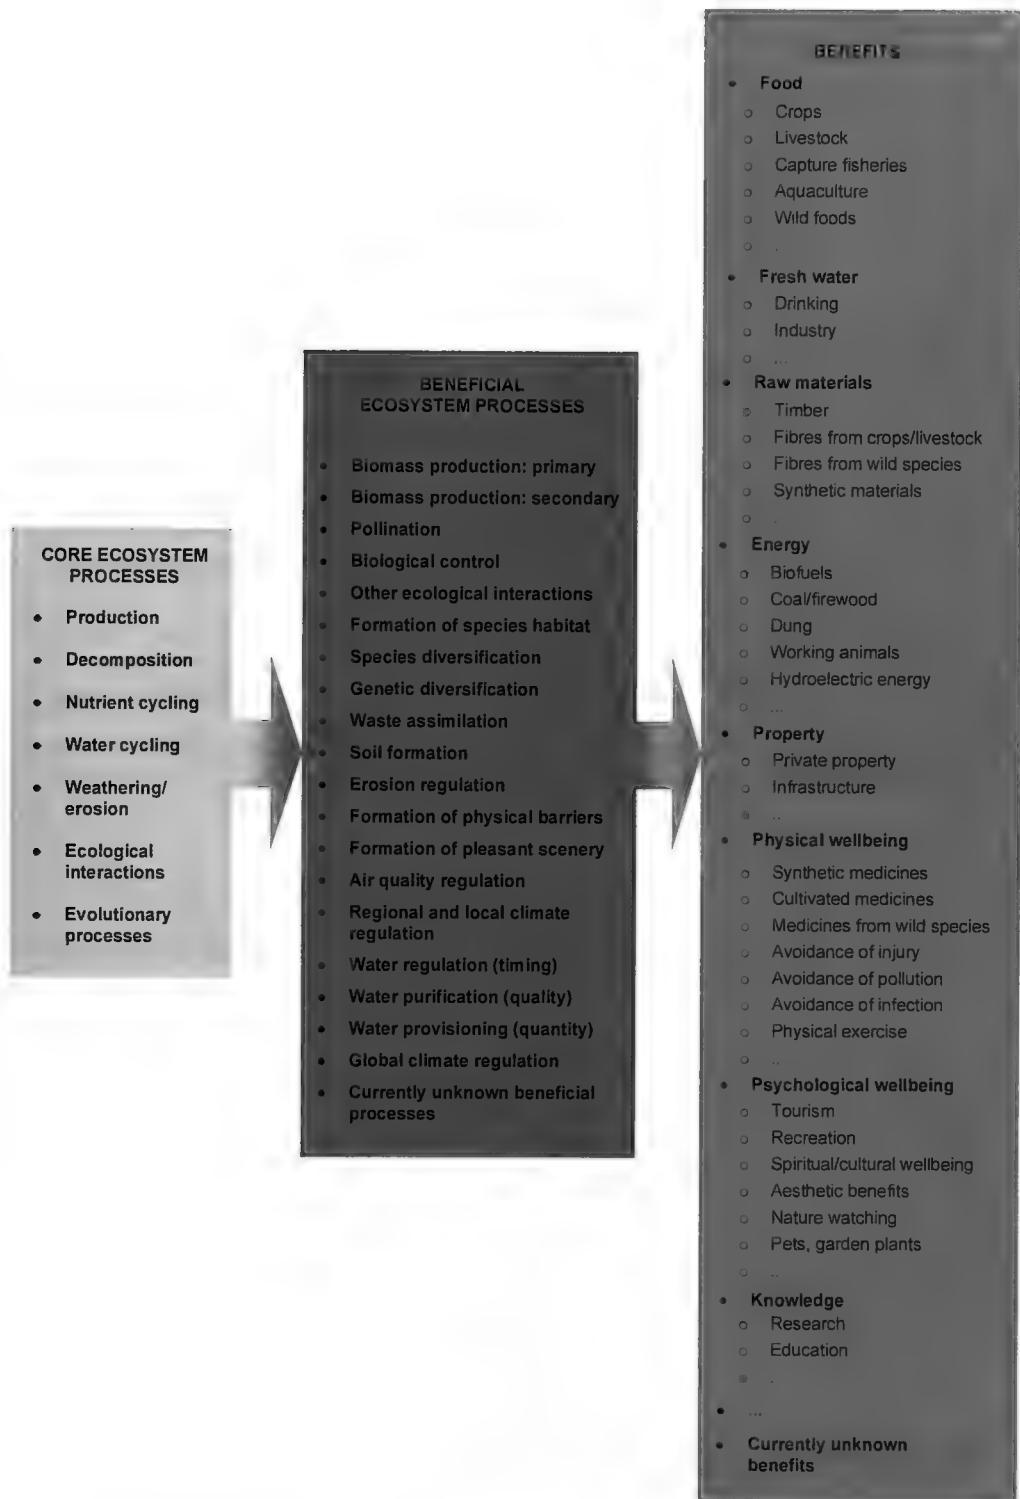 CORE ECOSYSTEM
PROCESSES
• Production
• Decomposition
• Nutrient cycling
• Water cycling
• Weathering/
erosion
• Ecological
interactions
• Evolutionary
processes
BENEFICIAL
ECOSYSTEM PROCESSES
• Biomass production: primary
• Biomass production: secondary
• Pollination
• Biological control
• Other ecological interactions
• Formation of species habitat
• Species diversification
• Genetic diversification
• Waste assimilation
• Soil formation
• Erosion regulation
• Formation of physical barriers
• Formation of pleasant scenery
• Air quality regulation
• Regional and local climate
regulation
• Water regulation (timing)
• Water purification (quality)
• Water provisioning (quantity)
• Global climate regulation
• Currently unknown beneficial
processes
BENEFITS
• Food
o Crops
o Livestock
o Capture fisheries
o Aquaculture
o Wild foods
o .
• Fresh water
o Drinking
o Industry
o ...
• Raw materials
o Timber
o Fibres from crops/livestock
o Fibres from wild species
o Synthetic materials
o .
• Energy
o Biofuels
o Coal/firewood
o Dung
o Working animals
o Hydroelectric energy
o ...
• Property
o Private property
o Infrastructure
o ..
• Physical wellbeing
o Synthetic medicines
o Cultivated medicines
o Medicines from wild species
o Avoidance of injury
o Avoidance of pollution
o Avoidance of infection
o Physical exercise
o ..
• Psychological wellbeing
o Tourism
o Recreation
o Spiritual/cultural wellbeing
o Aesthetic benefits
o Nature watching
o Pets, garden plants
o ..
• Knowledge
o Research
o Education
o .
• ...
• Currently unknown
benefits